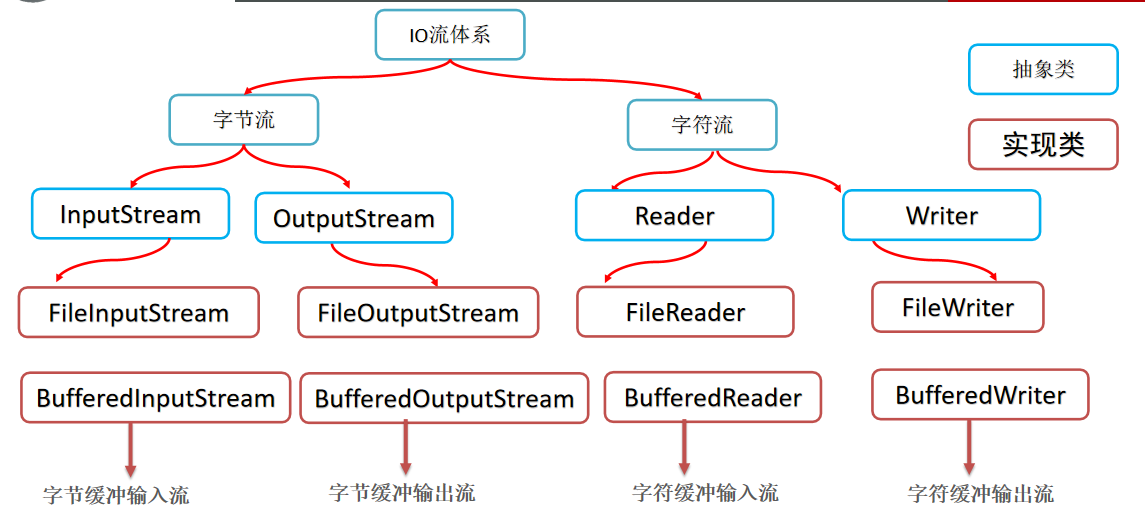 IO流体系
抽象类
字节流
字符流
实现类
InputStream
OutputStream
Reader
Writer
FileInputStream
FileOutputStream
FileReader
FileWriter
BufferedInputStream
BufferedOutputStream
BufferedReader
BufferedWriter
字节缓冲输入流
字节缓冲输出流
字符缓冲输入流
字符缓冲输出流